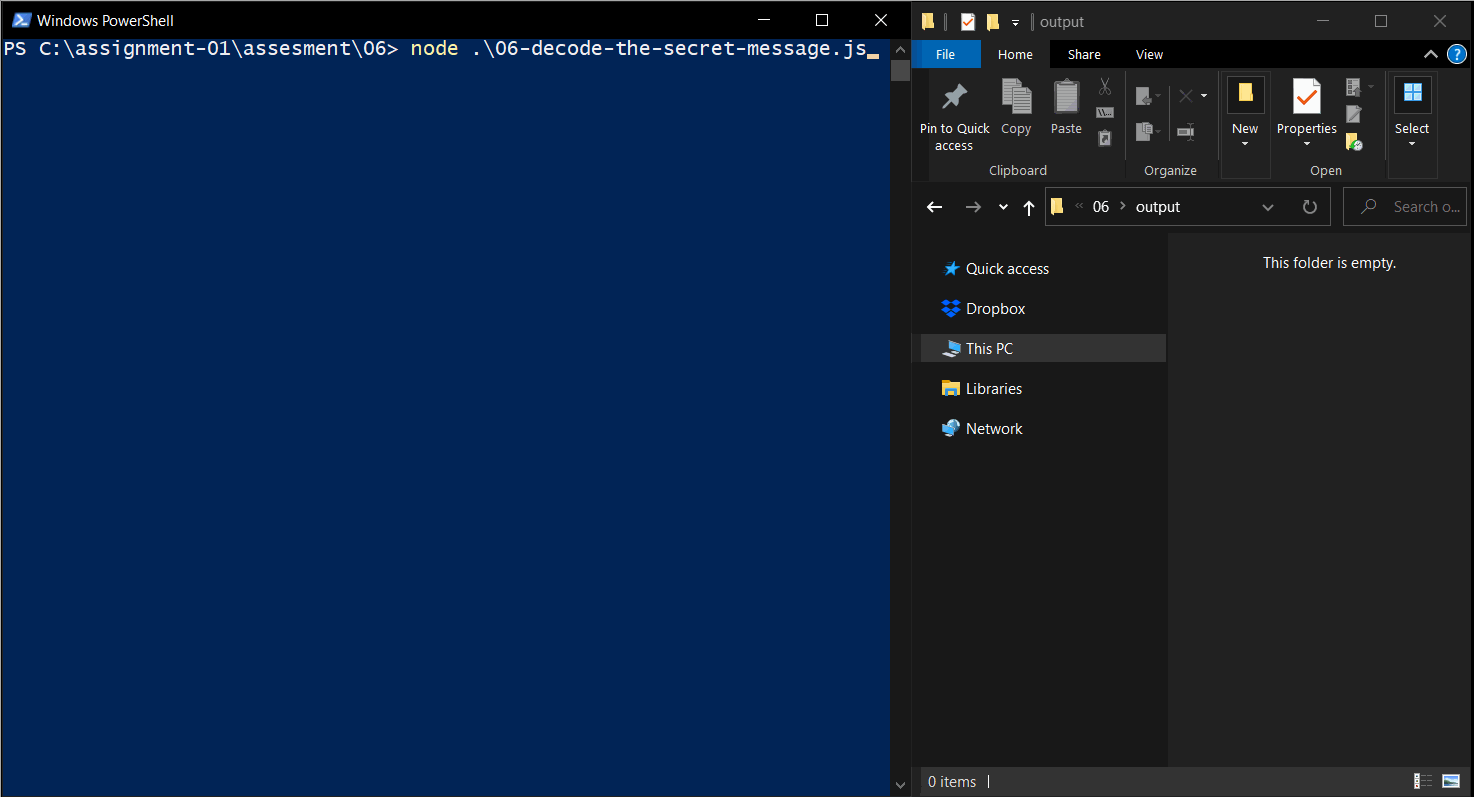 Windows PowerShell
PS C:\assignment-01\assesment\06> node .\06-decode-the-secret-message.js
output
File Home Share View
Pin to Quick access
Copy
Paste
Clipboard
Organize
New
Properties
Open
Select
06 output
Search o...
This folder is empty.
Quick access
Dropbox
This PC
Libraries
Network
0 items